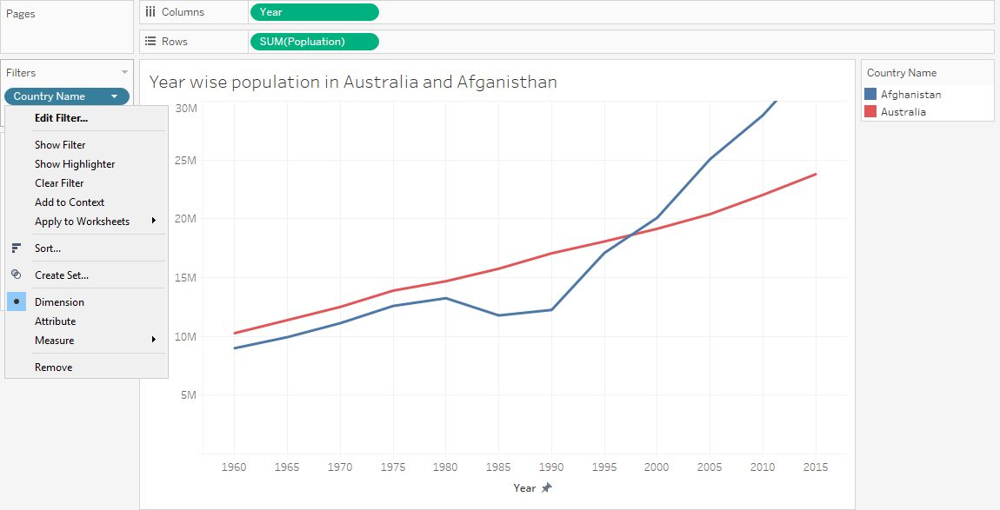 Pages
Columns
Year
Rows
SUM(Popluation)
Filters
Country Name
Edit Filter...
Show Filter
Show Highlighter
Clear Filter
Add to Context
Apply to Worksheets
Sort...
Create Set...
Dimension
Attribute
Measure
Remove
Year wise population in Australia and Afganisthan
30M
25M
20M
15M
10M
5M
1960 1965 1970 1975 1980 1985 1990 1995 2000 2005 2010 2015
Year
Country Name
Afghanistan
Australia